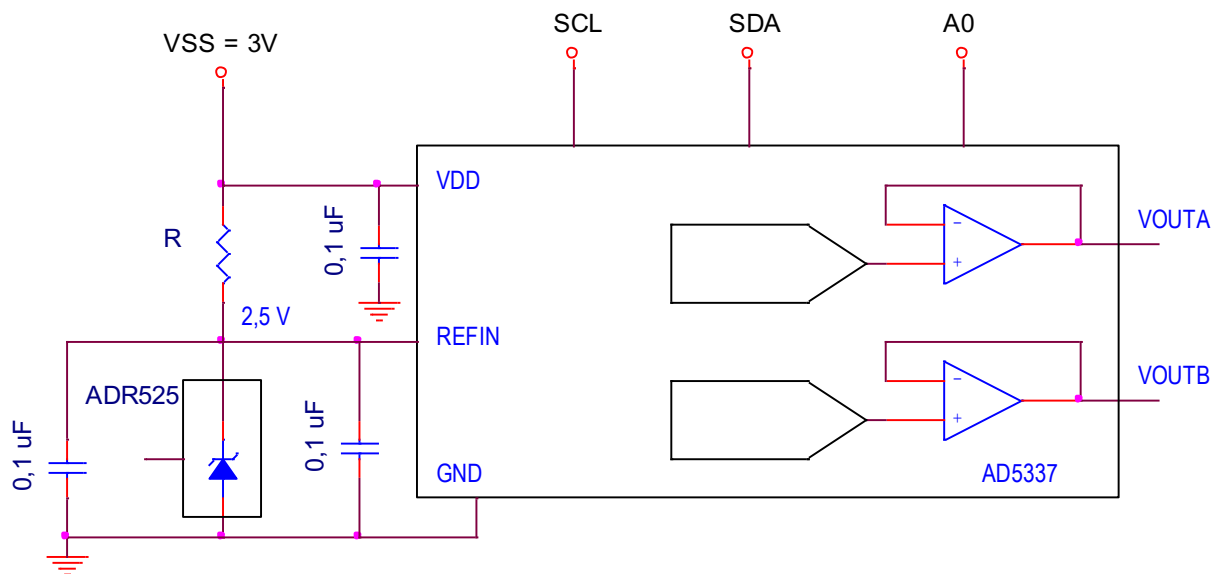 SCL
SDA
A0
VSS = 3V
VDD
R
0,1 uF
VOUTA
-
+
2,5 V
REFIN
ADR525
VOUTB
-
+
0,1 uF
0,1 uF
GND
AD5337